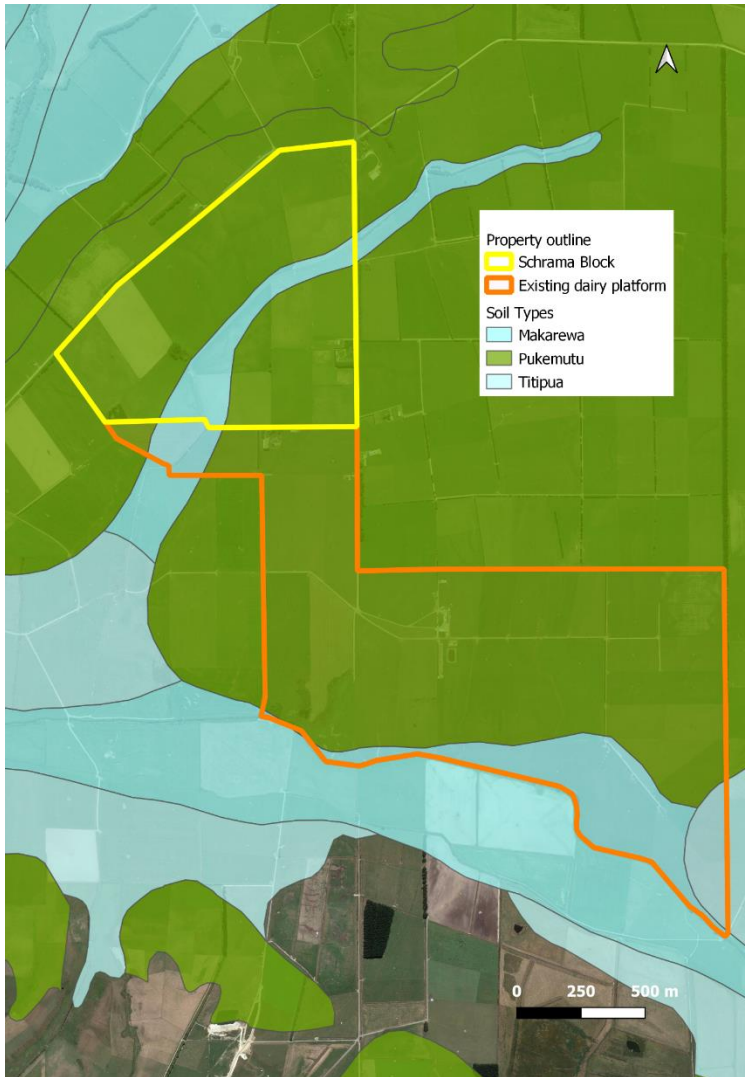 Property outline
Schrama Block
Existing dairy platform
Soil Types
Makarewa
Pukemutu
Titipua
0 250 500 m